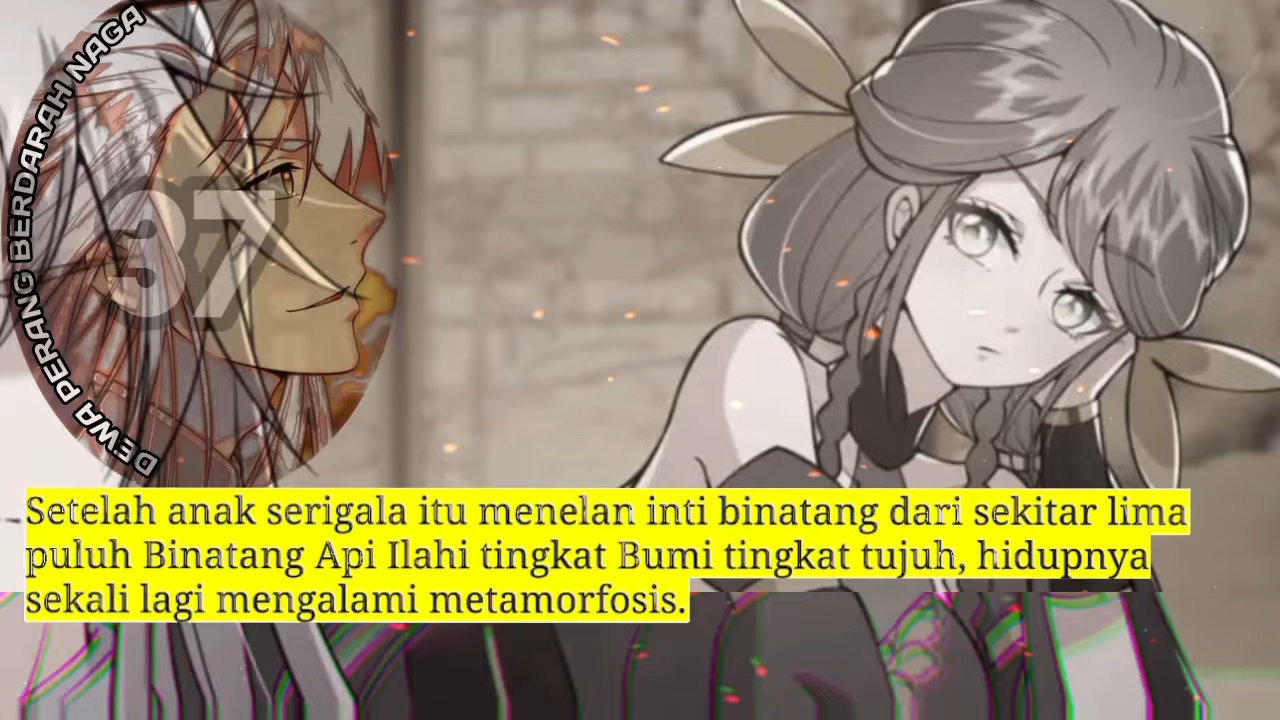 DEWA PERANG BERDARAH NAGA
37
Setelah anak serigala itu menelan inti binatang dari sekitar lima
puluh Binatang Api Ilahi tingkat Bumi tingkat tujuh, hidupnya
sekali lagi mengalami metamorfosis.